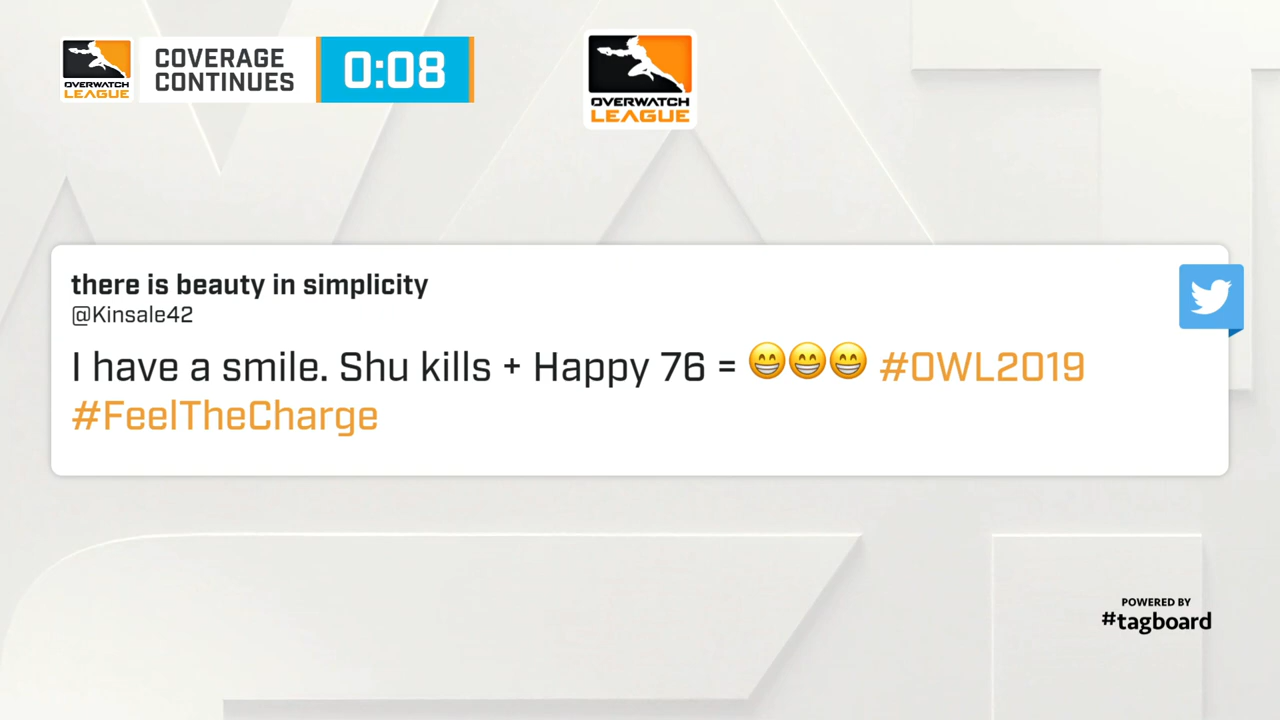 OVERWATCH
LEAGUE
COVERAGE
CONTINUES
0:08
OVERWATCH
LEAGUE
there is beauty in simplicity
@Kinsale42
I have a smile. Shu kills + Happy 76 = 😁😁😁 #OWL2019
#FeelTheCharge
POWERED BY
#tagboard